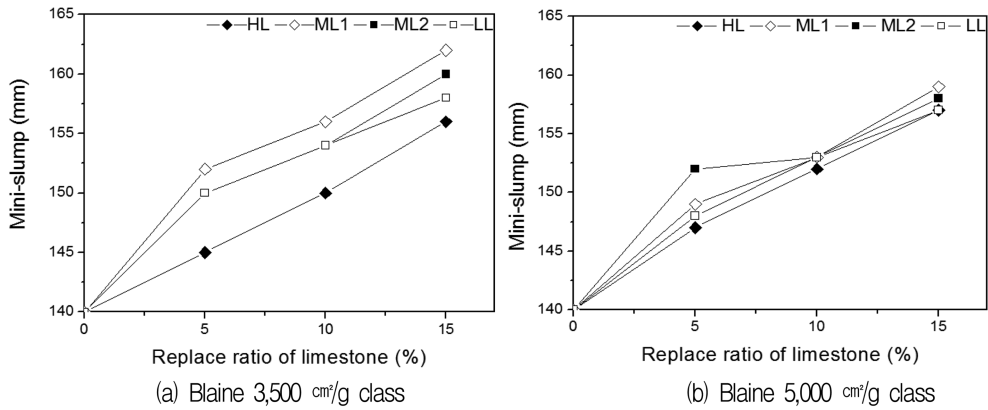 HL ML1 ML2 LL
160
155
150
145
140
0 5 10 15
Mini-slump (mm)
Replace ratio of limestone (%)
(a) Blaine 3,500 ㎠/g class
HL ML1 ML2 LL
160
155
150
145
140
0 5 10 15
Mini-slump (mm)
Replace ratio of limestone (%)
(b) Blaine 5,000 ㎠/g class